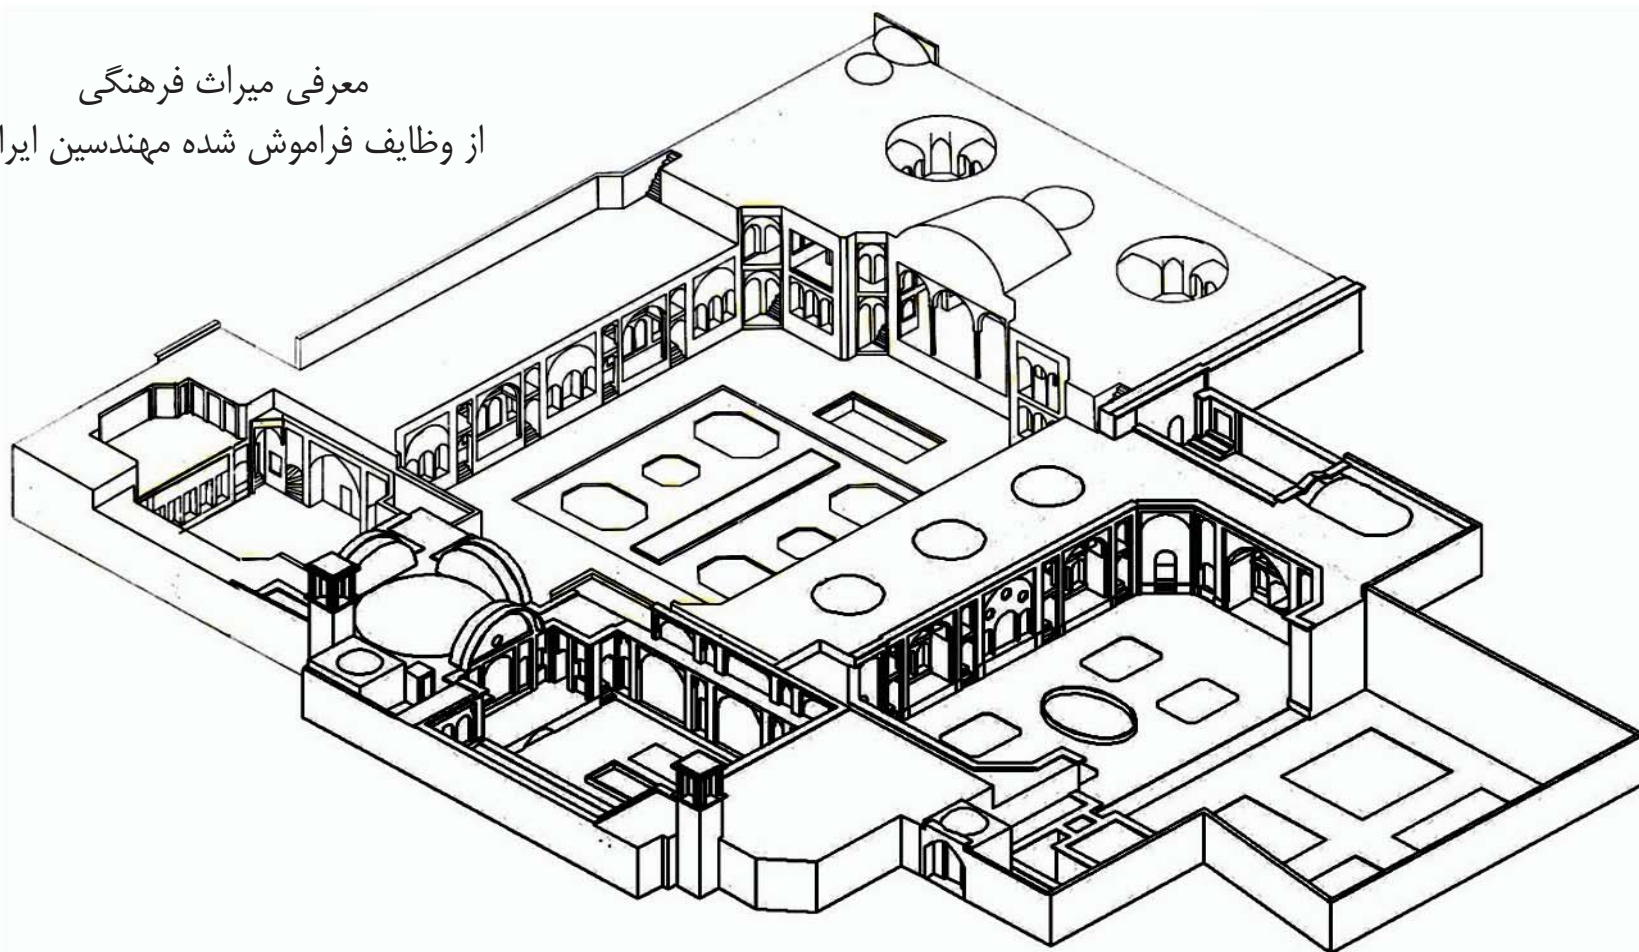 معرفی میراث فرهنگی
از وظایف فراموش شده مهندسین